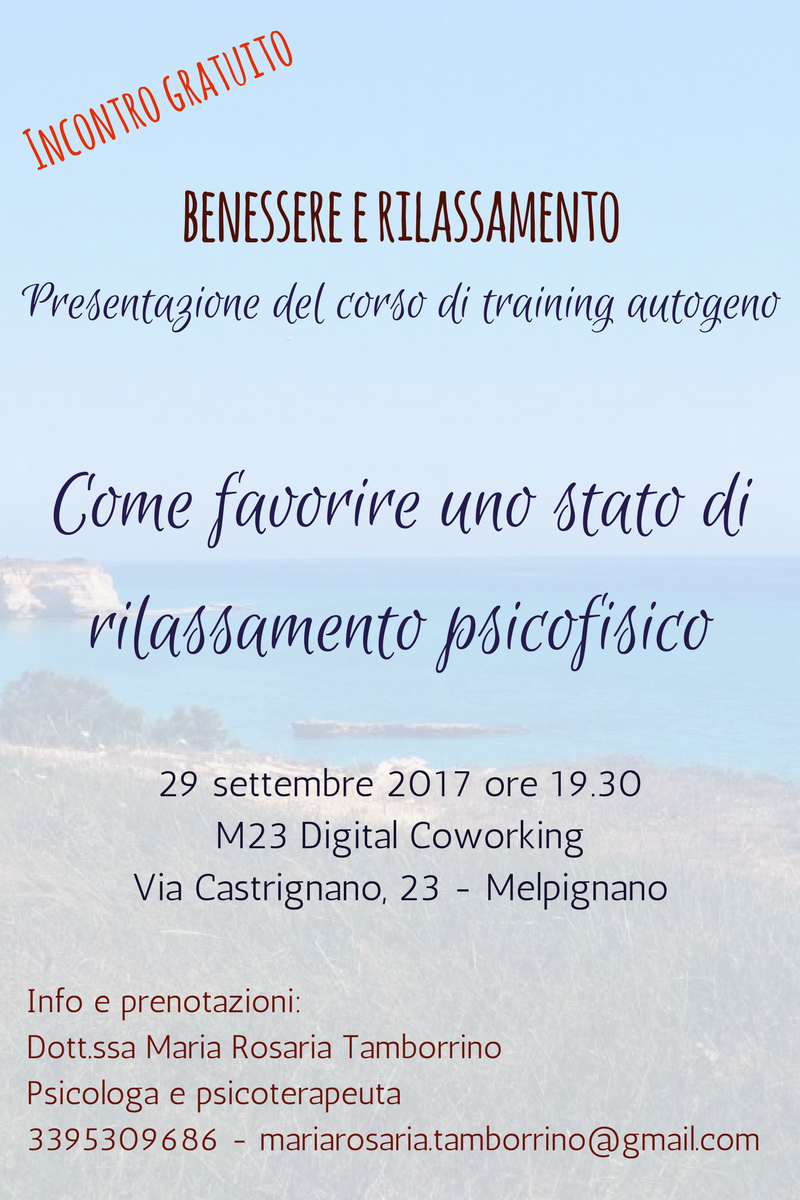 INCONTRO GRATUITO
BENESSERE E RILASSAMENTO
Presentazione del corso di training autogeno
Come favorire uno stato di
rilassamento psicofisico
29 settembre 2017 ore 19.30
M23 Digital Coworking
Via Castrignano, 23 - Melpignano
Info e prenotazioni:
Dott.ssa Maria Rosaria Tamborrino
Psicologa e psicoterapeuta
3395309686 - mariarosaria.tamborrino@gmail.com